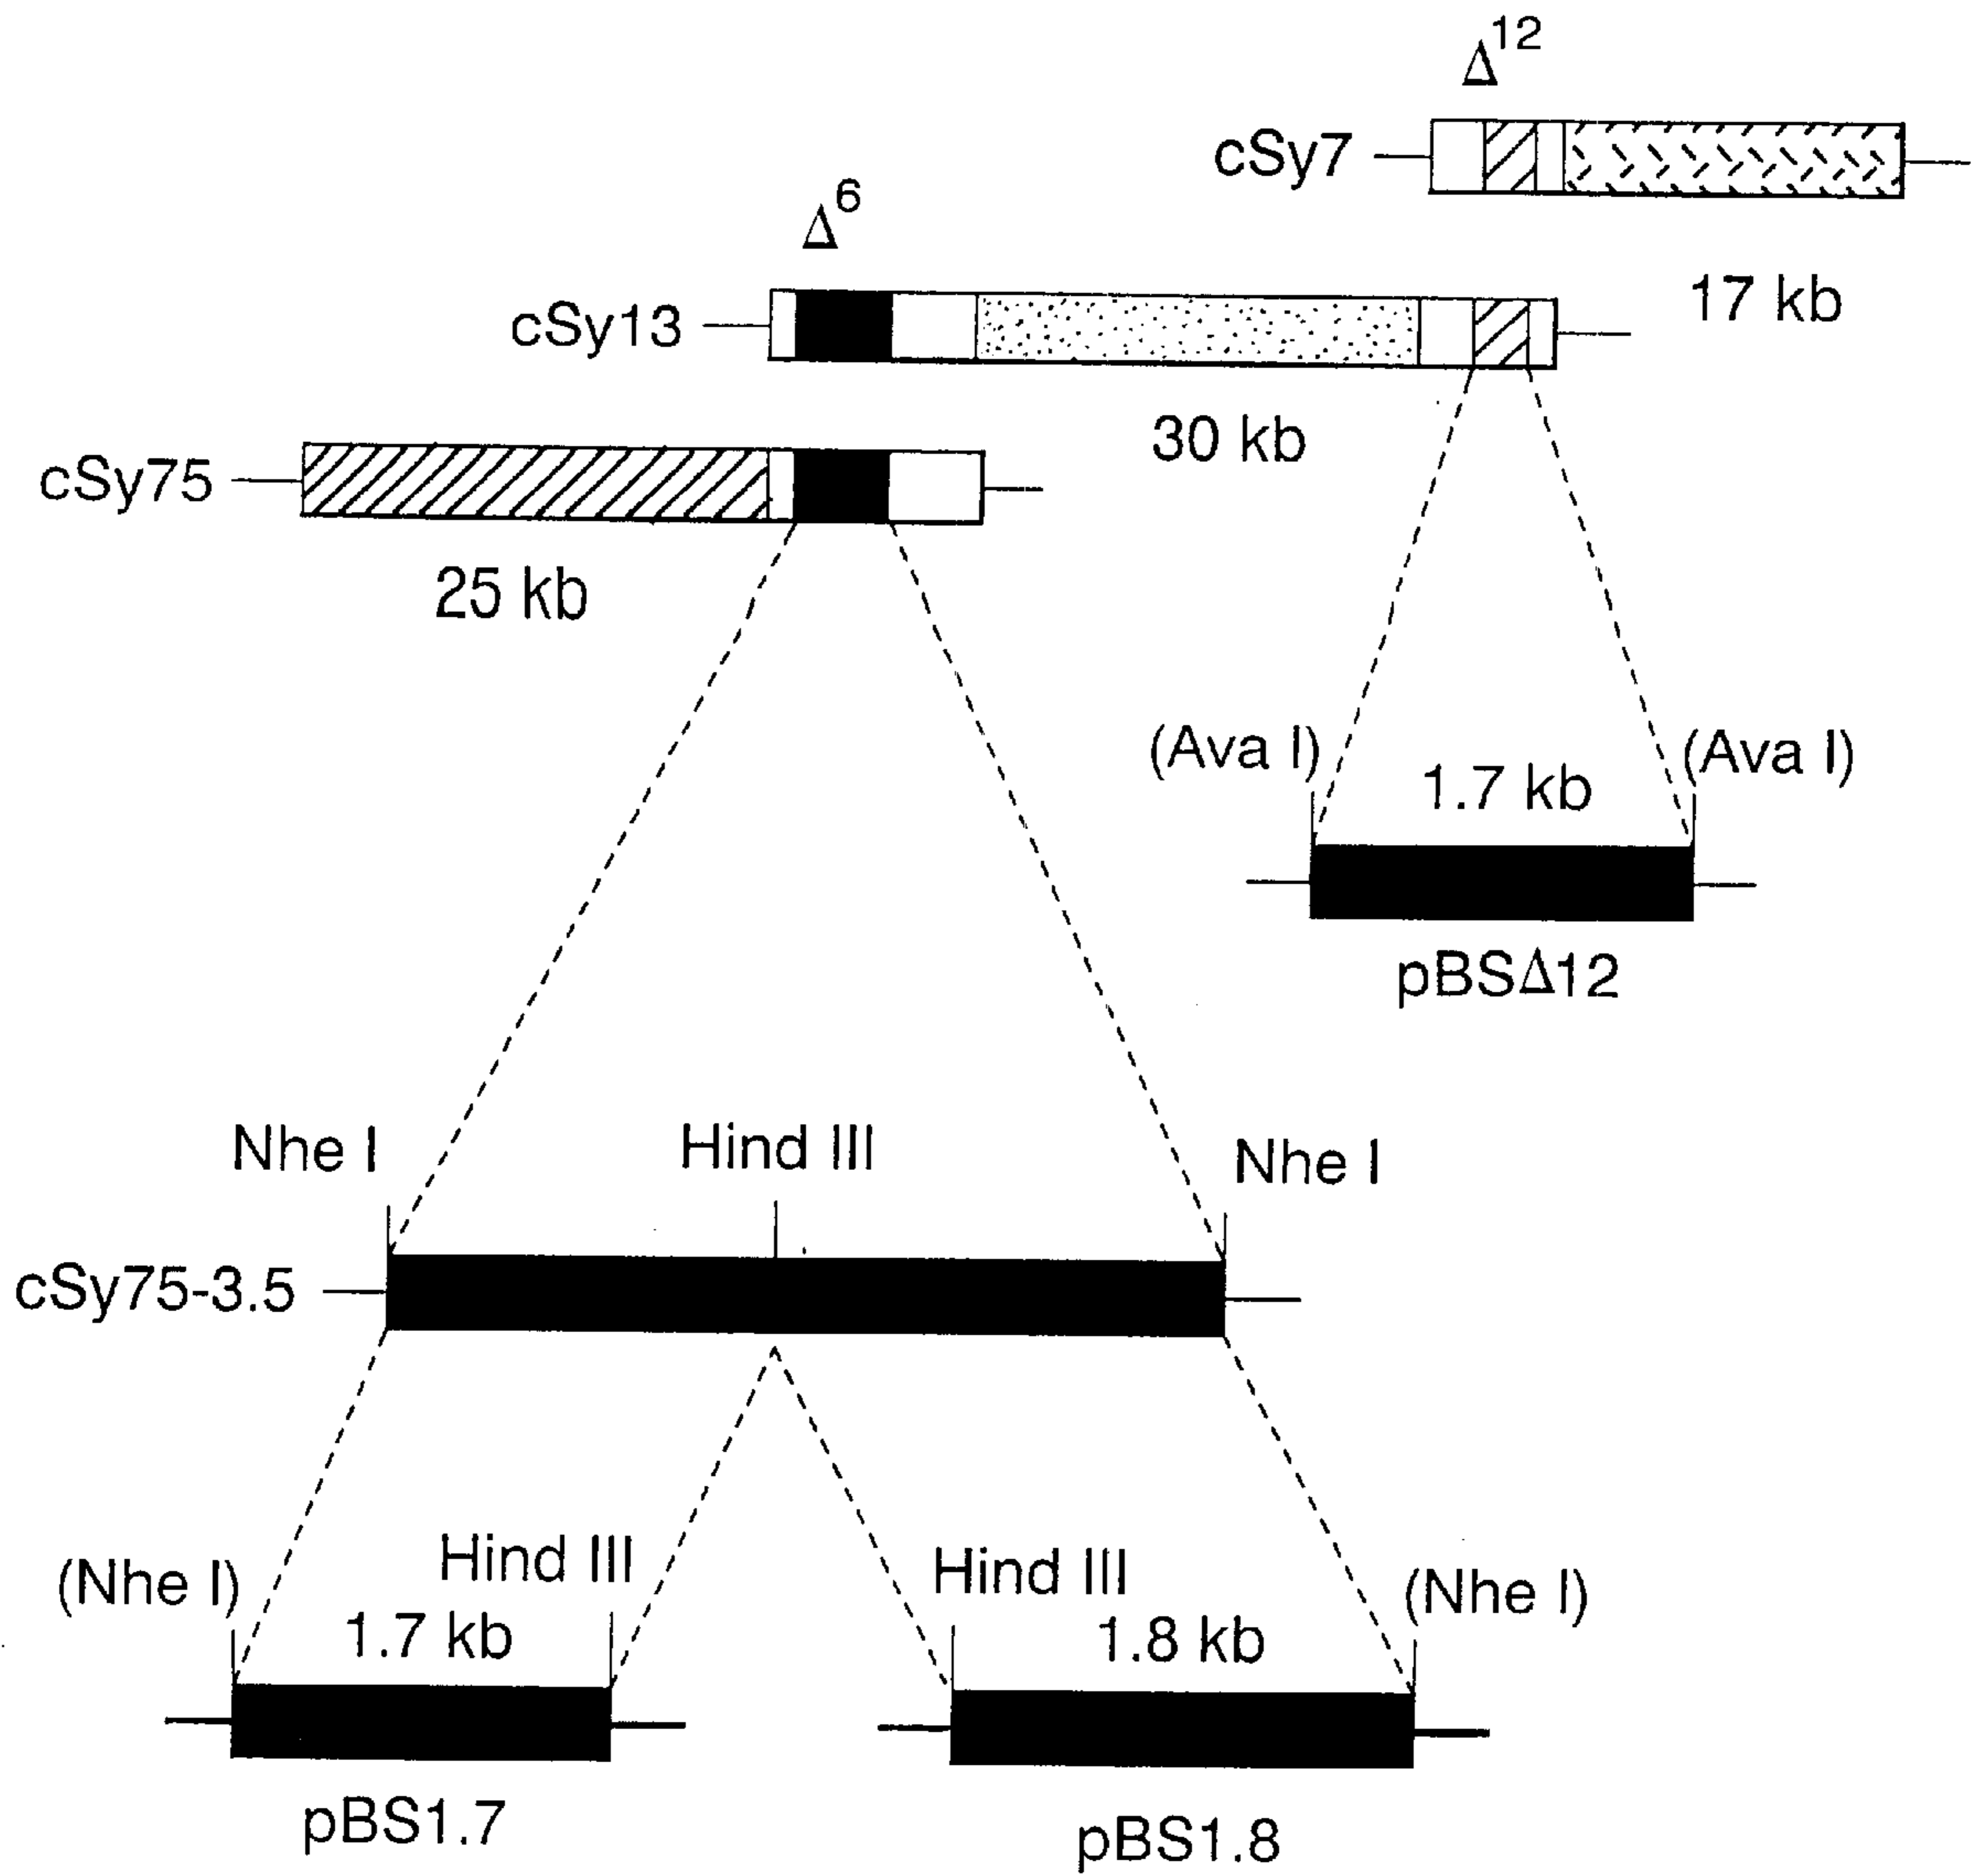 Δ12
cSy7
17 kb
Δ6
cSy13
30 kb
cSy75
25 kb
(Ava I)
1.7 kb
(Ava I)
pBSΔ12
Nhe I
Hind III
Nhe I
cSy75-3.5
(Nhe I)
Hind III
1.7 kb
Hind III
1.8 kb
(Nhe I)
pBS1.7
pBS1.8